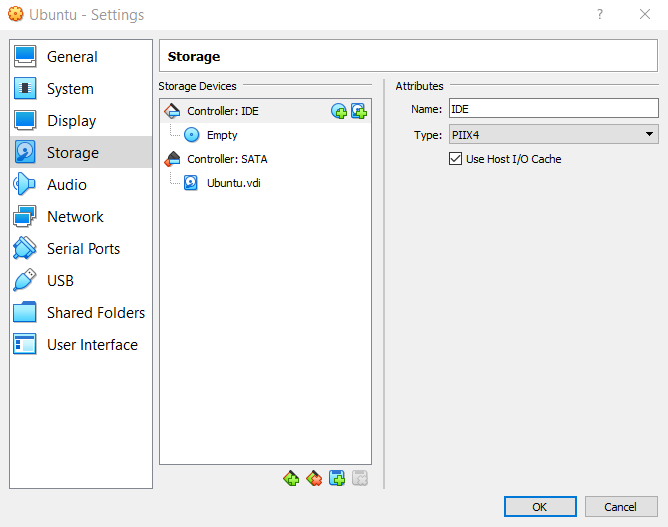 Ubuntu - Settings
?
General
System
Display
Storage
Audio
Network
Serial Ports
USB
Shared Folders
User Interface
Storage
Storage Devices
Controller: IDE
Empty
Controller: SATA
Ubuntu.vdi
Attributes
Name: IDE
Type: PIIX4
Use Host I/O Cache
OK
Cancel